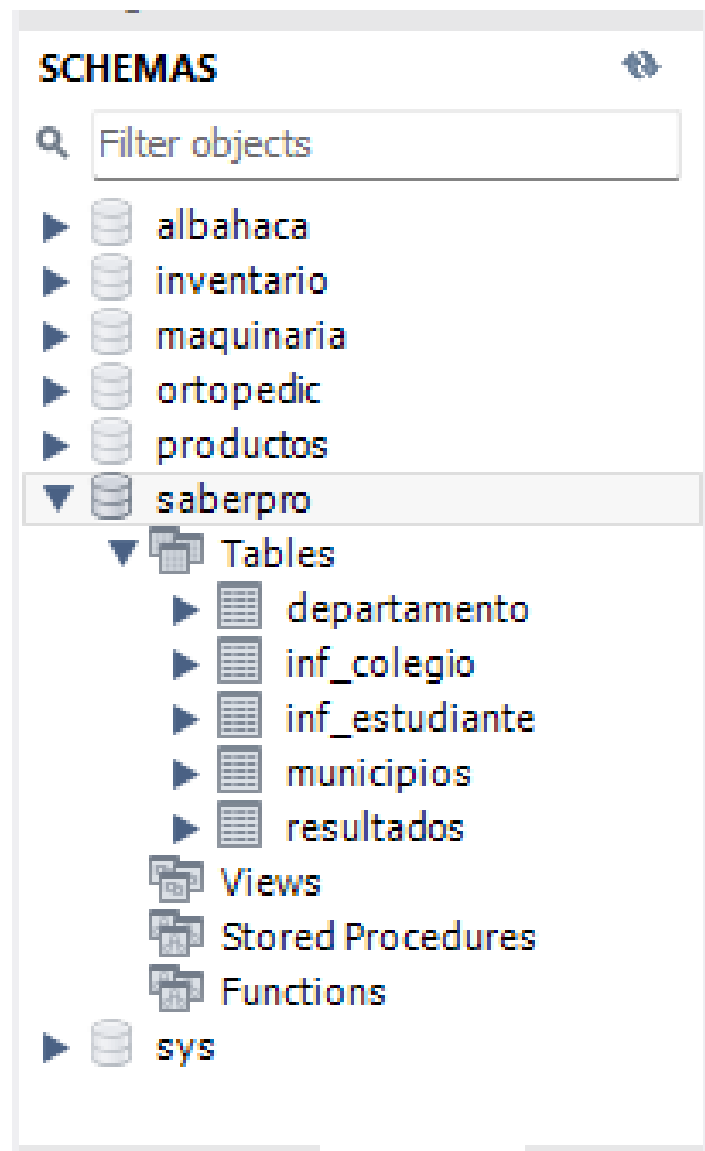 SCHEMAS
Filter objects
albahaca
inventario
maquinaria
ortopedic
productos
saberpro
Tables
departamento
inf_colegio
inf_estudiante
municipios
resultados
Views
Stored Procedures
Functions
sys